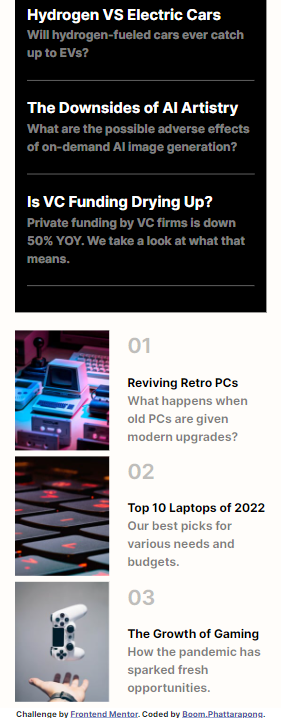 Hydrogen VS Electric Cars
Will hydrogen-fueled cars ever catch
up to EVs?
The Downsides of AI Artistry
What are the possible adverse effects
of on-demand AI image generation?
Is VC Funding Drying Up?
Private funding by VC firms is down
50% YOY. We take a look at what that
means.
01
Reviving Retro PCs
What happens when
old PCs are given
modern upgrades?
02
Top 10 Laptops of 2022
Our best picks for
various needs and
budgets.
03
The Growth of Gaming
How the pandemic has
sparked fresh
opportunities.
Challenge by Frontend Mentor. Coded by Boom.Phattarapong.